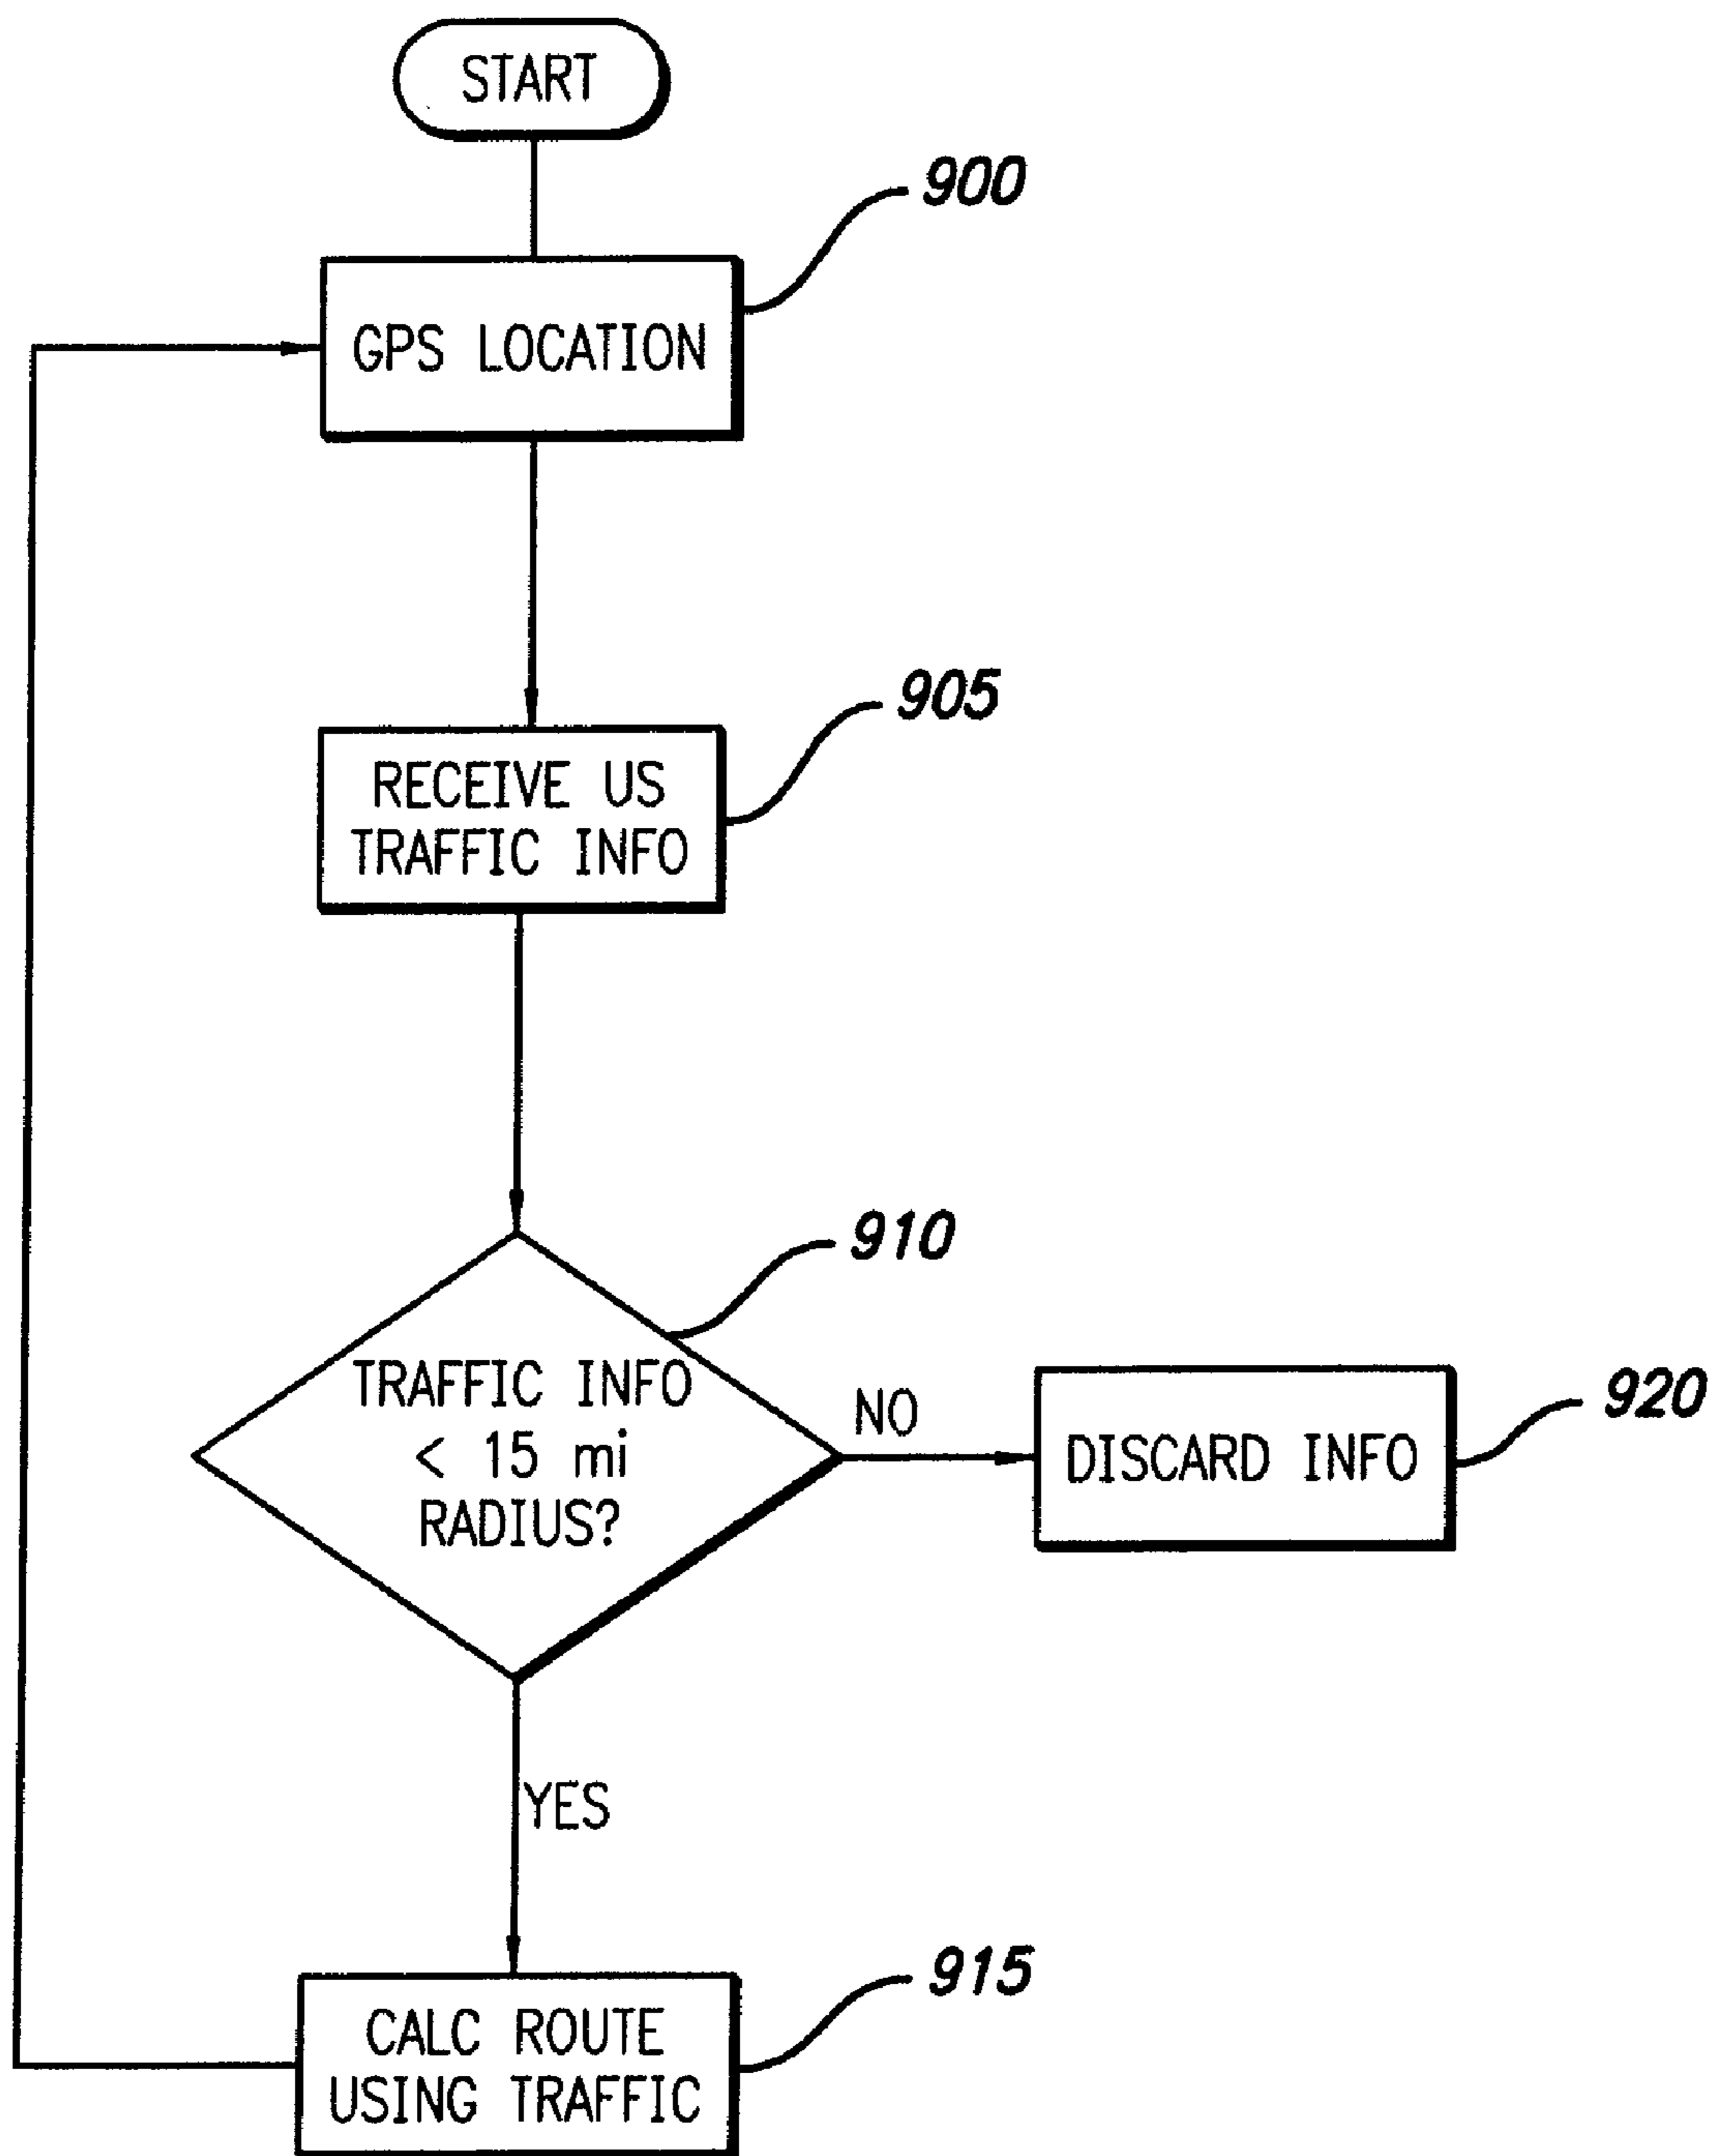 START
900
GPS LOCATION
905
RECEIVE US
TRAFFIC INFO
910
TRAFFIC INFO
< 15 mi
RADIUS?
NO
DISCARD INFO
920
YES
915
CALC ROUTE
USING TRAFFIC